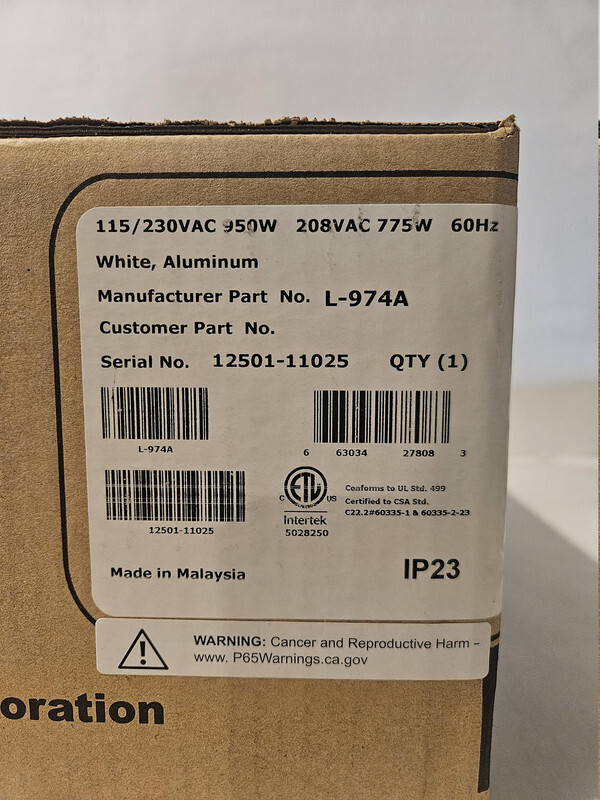 115/230VAC 950W 208VAC 775W 60Hz
White, Aluminum
Manufacturer Part No. L-974A
Customer Part No.
Serial No. 12501-11025 QTY (1)
L-974A
6 63034 27808 3
12501-11025
C ETL US
Intertek
5028250
Conforms to UL Std. 499
Certified to CSA Std.
C22.2#60335-1 & 60335-2-23
Made in Malaysia
IP23
WARNING: Cancer and Reproductive Harm –
www. P65Warnings.ca.gov
oration